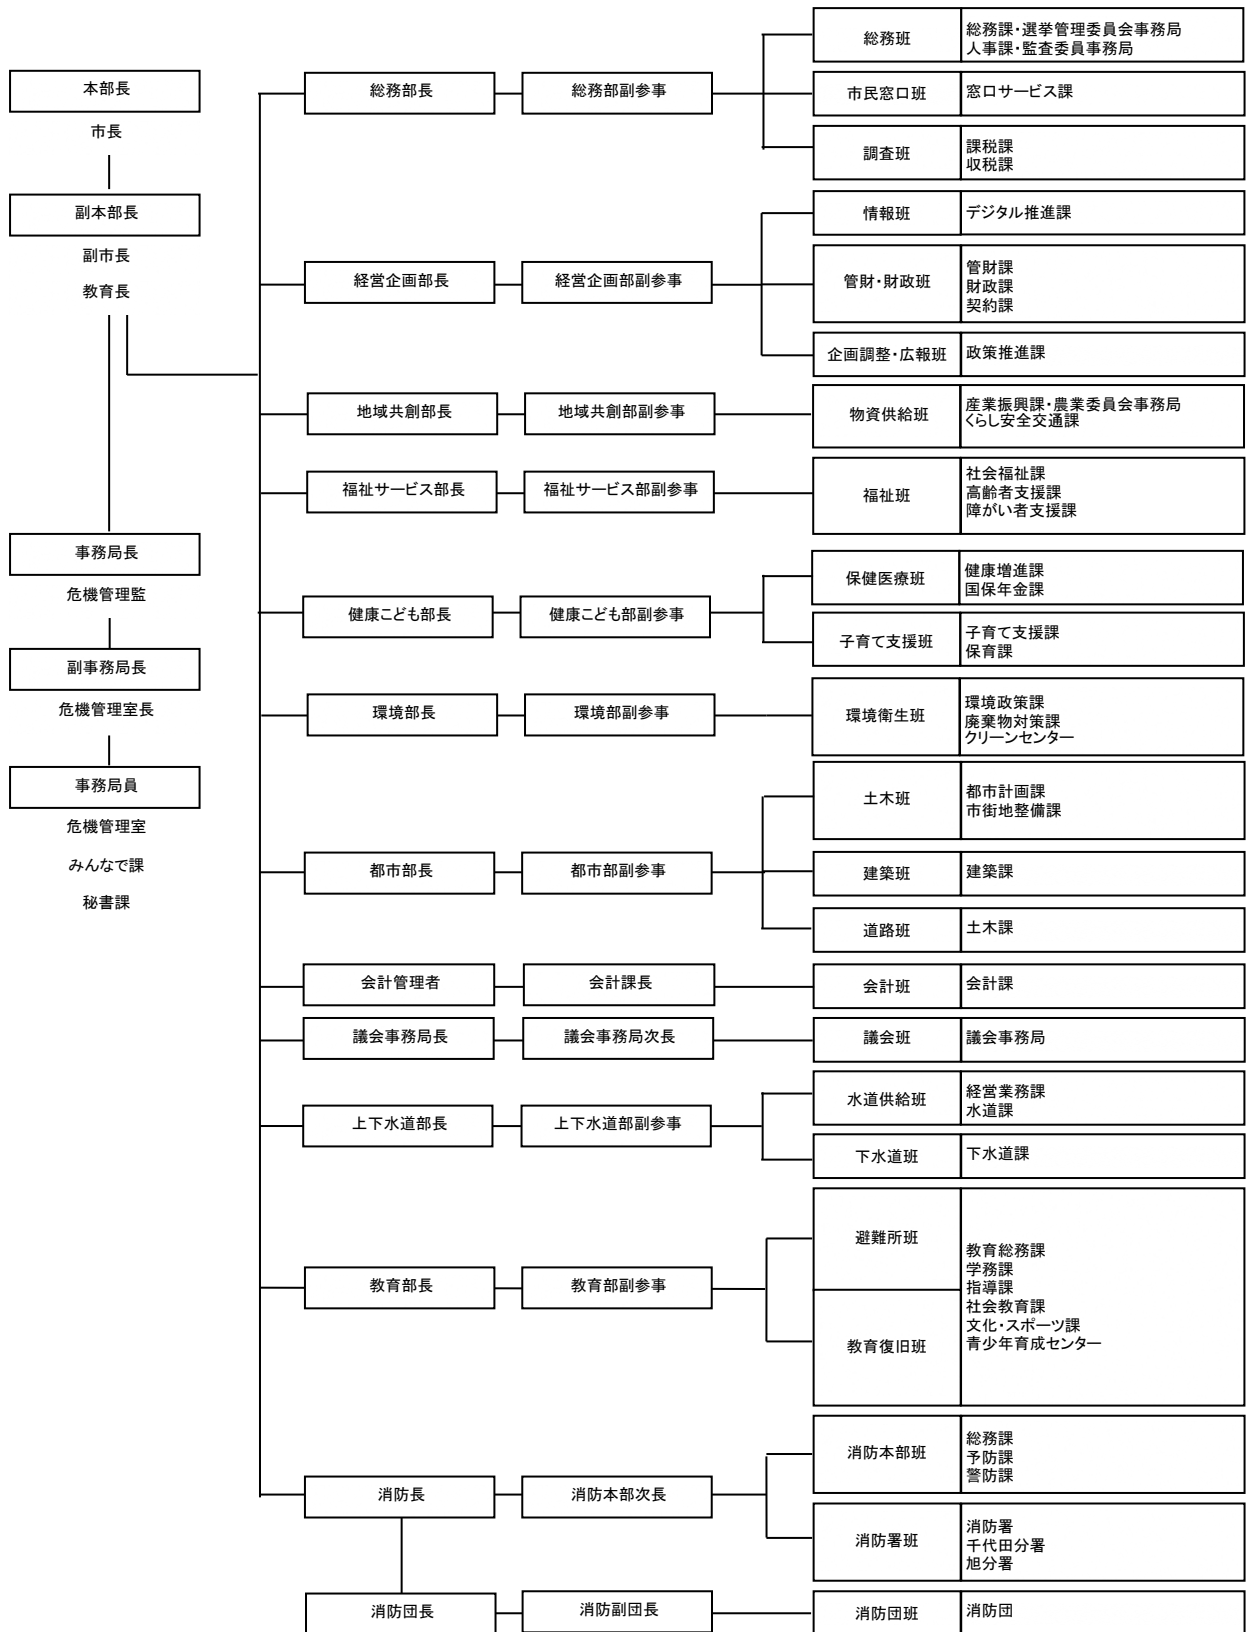 本部長
市長
副本部長
副市長
教育長
事務局長
危機管理監
副事務局長
危機管理室長
事務局員
危機管理室
みんなで課
秘書課
総務部長
総務部副参事
総務班
総務課・選挙管理委員会事務局
人事課・監査委員事務局
市民窓口班
窓口サービス課
調査班
課税課
収税課
経営企画部長
経営企画部副参事
情報班
デジタル推進課
管財・財政班
管財課
財政課
契約課
企画調整・広報班
政策推進課
地域共創部長
地域共創部副参事
物資供給班
産業振興課・農業委員会事務局
くらし安全交通課
福祉サービス部長
福祉サービス部副参事
福祉班
社会福祉課
高齢者支援課
障がい者支援課
健康こども部長
健康こども部副参事
保健医療班
健康増進課
国保年金課
子育て支援班
子育て支援課
保育課
環境部長
環境部副参事
環境衛生班
環境政策課
廃棄物対策課
クリーンセンター
都市部長
都市部副参事
土木班
都市計画課
市街地整備課
建築班
建築課
道路班
土木課
会計管理者
会計課長
会計班
会計課
議会事務局長
議会事務局次長
議会班
議会事務局
上下水道部長
上下水道部副参事
水道供給班
経営業務課
水道課
下水道班
下水道課
教育部長
教育部副参事
避難所班
教育復旧班
教育総務課
学務課
指導課
社会教育課
文化・スポーツ課
青少年育成センター
消防長
消防本部次長
消防本部班
総務課
予防課
警防課
消防署班
消防署
千代田分署
旭分署
消防団長
消防副団長
消防団班
消防団